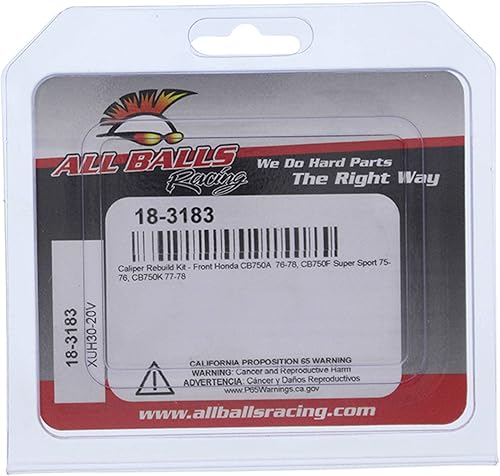 ALL BALLS
Racing
We Do Hard Parts
The Right Way
18-3183
Caliper Rebuild Kit - Front Honda CB750A 76-78, CB750F Super Sport 75-
76, CB750K 77-78
18-3183
XUH30-20V
CALIFORNIA PROPOSITION 65 WARNING
WARNING: Cancer and Reproductive Harm
ADVERTENCIA: Cáncer y Daños Reproductivos
www.P65Warnings.ca.gov
www.allballsracing.com